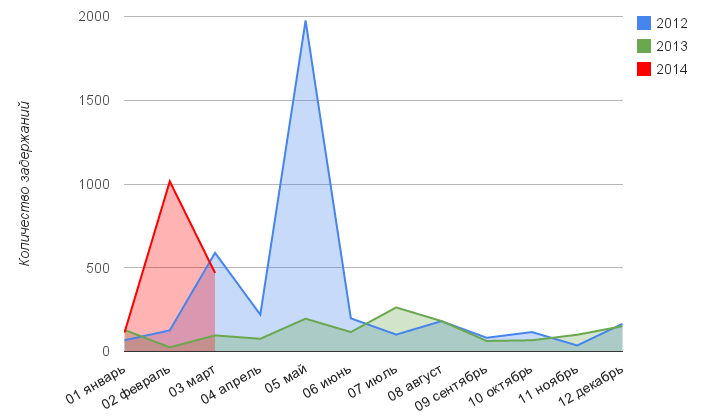 2000
1500
1000
500
0
Количество задержаний
2012
2013
2014
01 январь
02 февраль
03 март
04 апрель
05 май
06 июнь
07 июль
08 август
09 сентябрь
10 октябрь
11 ноябрь
12 декабрь